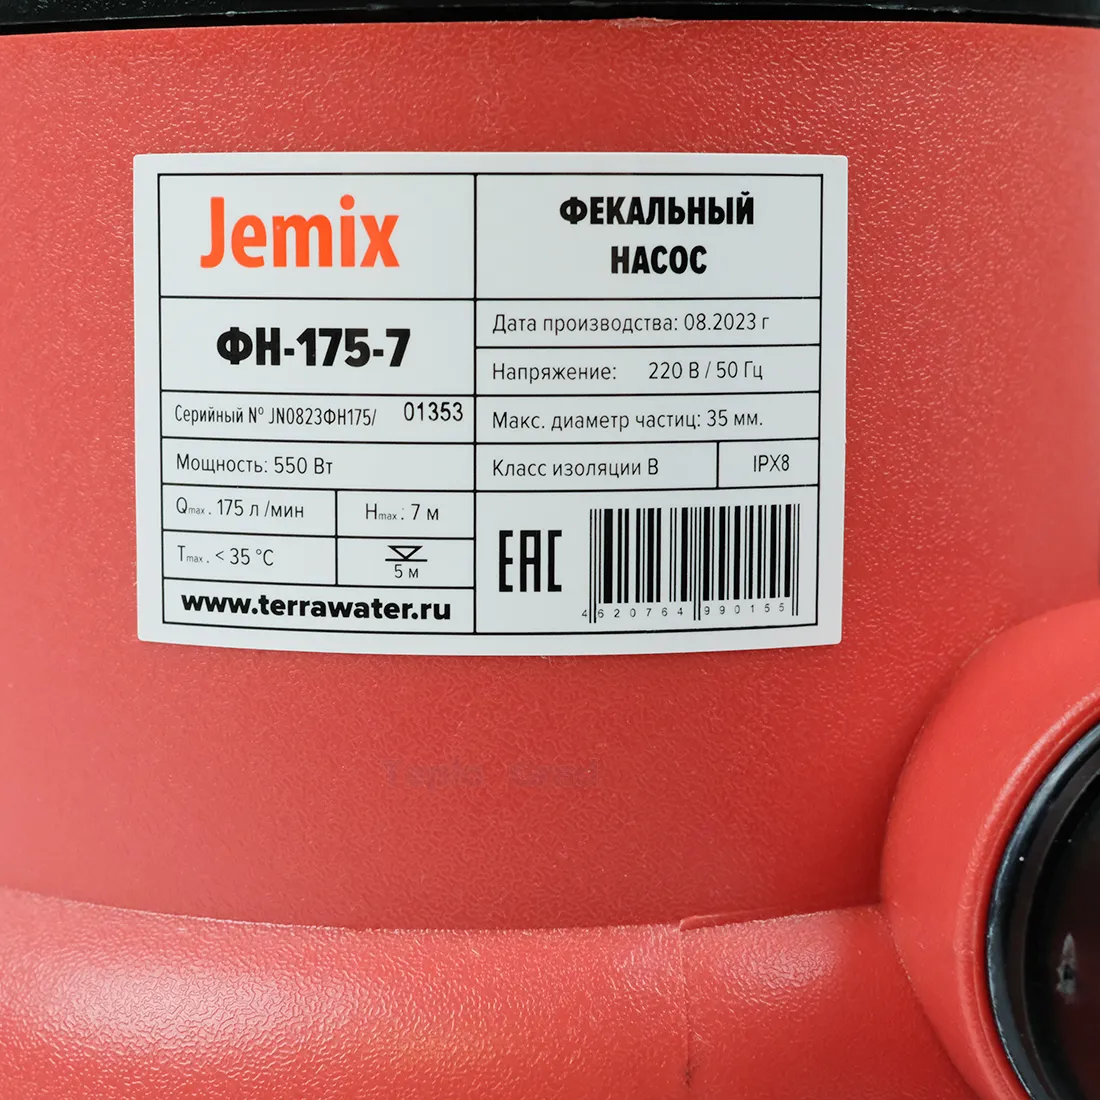 Jemix
ФЕКАЛЬНЫЙ
НАСОС
ФН-175-7
Серийный № JN0823ФН175/ 01353
Мощность: 550 Вт
Qmax. 175 л /мин
Hmax: 7 м
Tmax. < 35 °C
5 м
www.terrawater.ru
Дата производства: 08.2023 г
Напряжение: 220 В / 50 Гц
Макс. диаметр частиц: 35 мм.
Класс изоляции В
IPX8
EAC
4 620764 990155